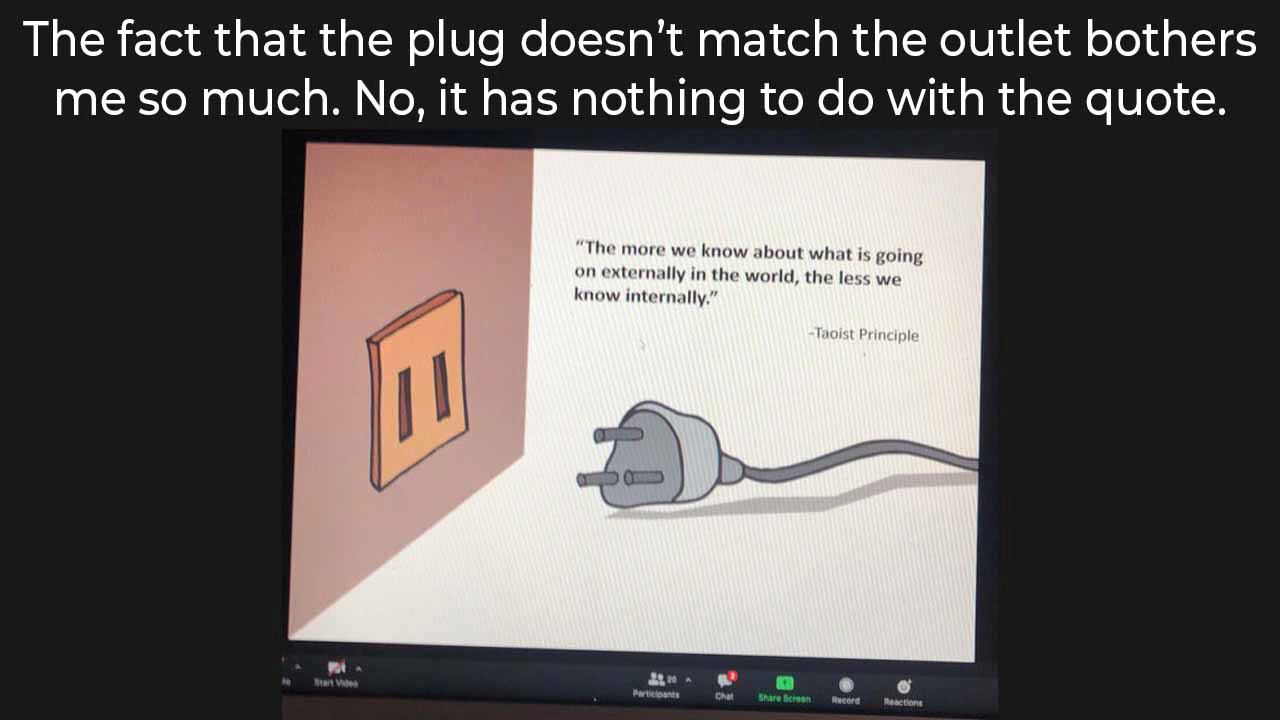 The fact that the plug doesn’t match the outlet bothers
me so much. No, it has nothing to do with the quote.
“The more we know about what is going
on externally in the world, the less we
know internally.”
-Taoist Principle
Start Video
20
Participants
3
Chat
Share Screen
Record
Reactions